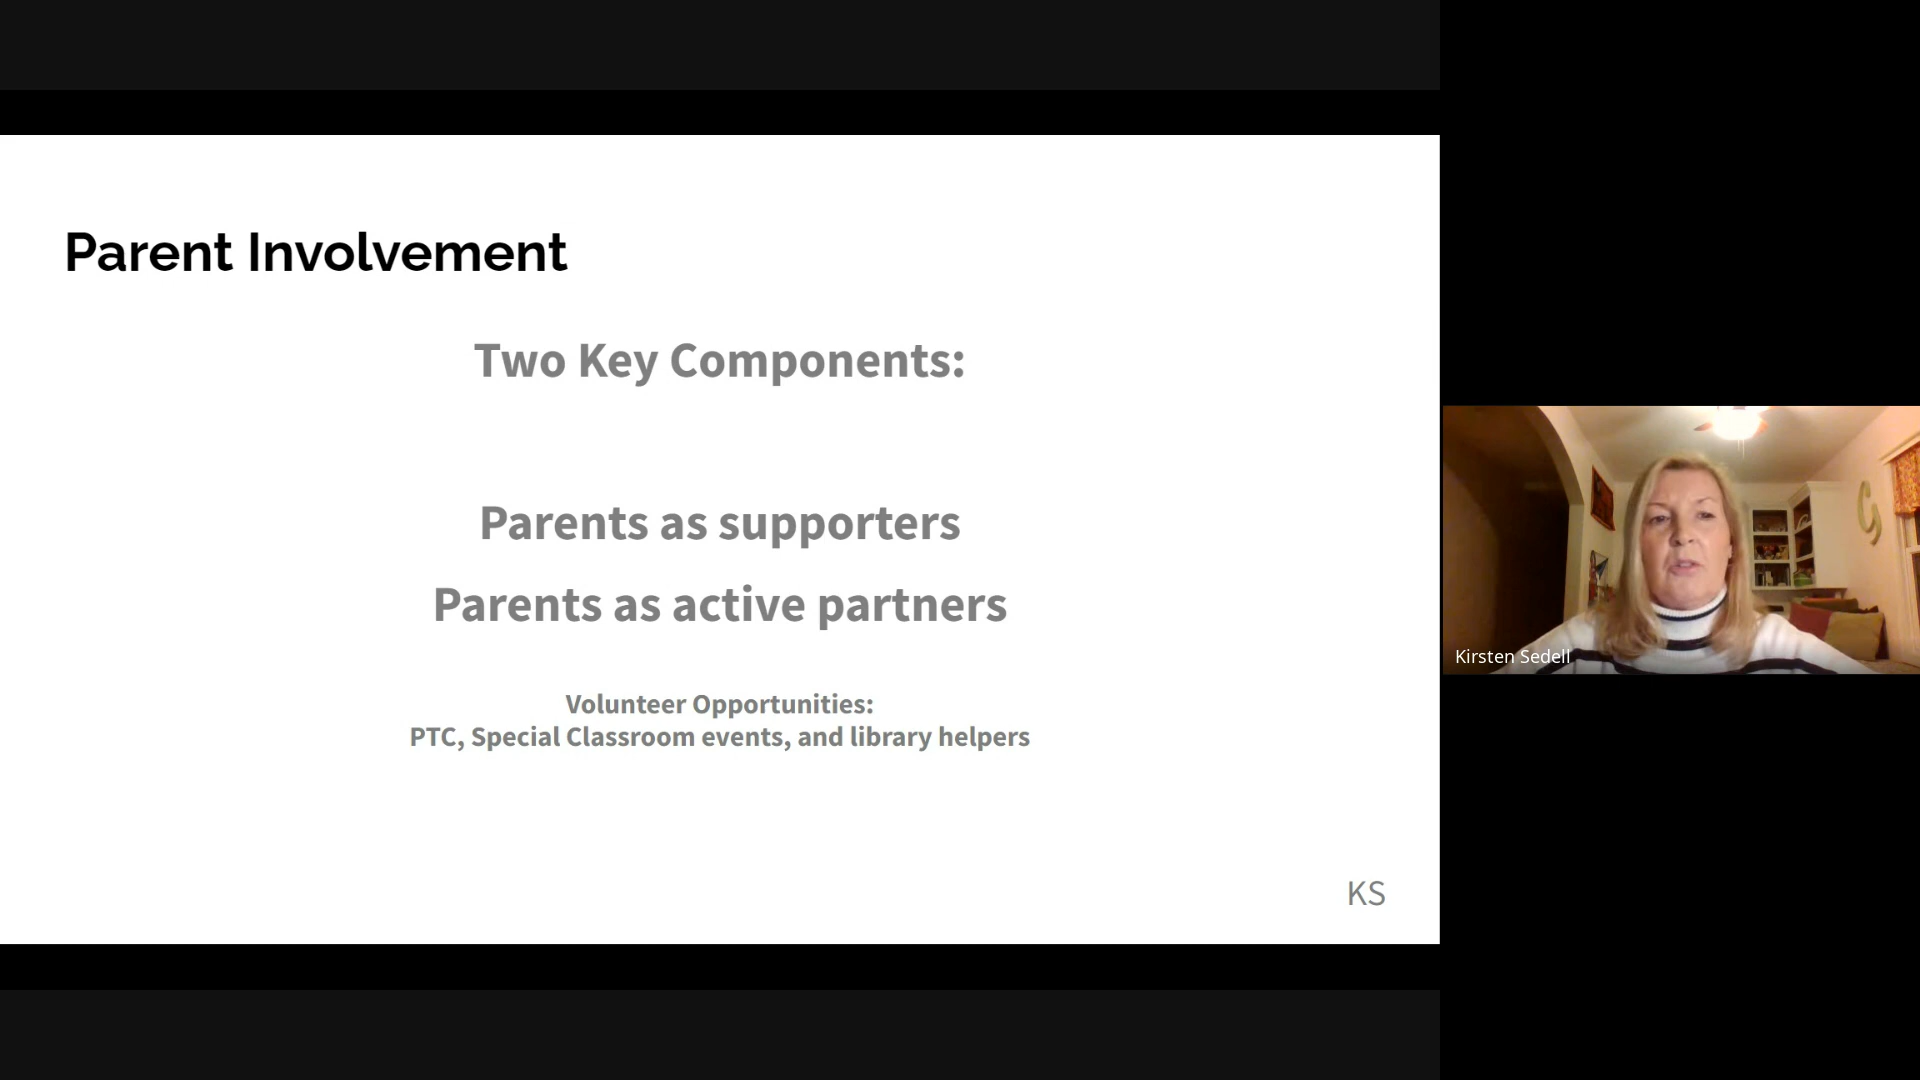 Parent Involvement
Two Key Components:
Parents as supporters
Parents as active partners
Volunteer Opportunities:
PTC, Special Classroom events, and library helpers
KS
Kirsten Sedell